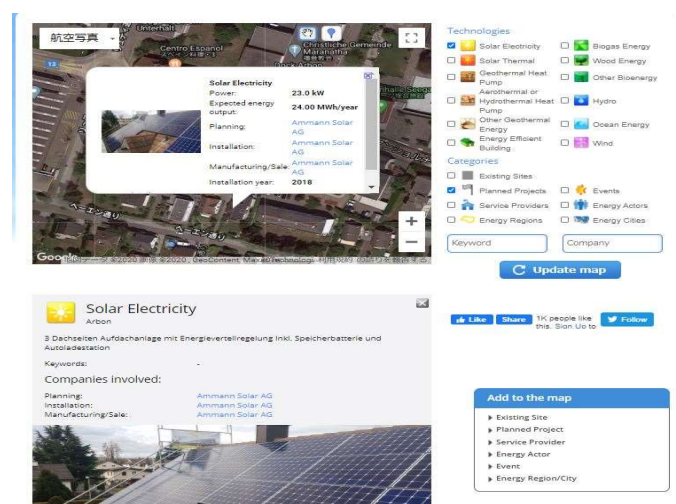 航空写真
Unterhalt
Centro Español
Christliche Gemeinde
Maranatha
Solar Electricity
Power: 23.0 kW
Expected energy output: 24.00 MWh/year
Planning: Ammann Solar AG
Installation: Ammann Solar AG
Manufacturing/Sale: Ammann Solar AG
Installation year: 2018
Google
Technologies
Solar Electricity
Biogas Energy
Solar Thermal
Wood Energy
Geothermal Heat Pump
Other Bioenergy
Aerothermal or Hydrothermal Heat Pump
Hydro
Other Geothermal Energy
Ocean Energy
Energy Efficient Building
Wind
Categories
Existing Sites
Planned Projects
Events
Service Providers
Energy Actors
Energy Regions
Energy Cities
Keyword
Company
Update map
Solar Electricity
Arbon
3 Dachseiten Aufdachanlage mit Energieverteilregelung Inkl. Speicherbatterie und
Autoladestation
Keywords: -
Companies involved:
Planning: Ammann Solar AG
Installation: Ammann Solar AG
Manufacturing/Sale: Ammann Solar AG
Like Share 1K people like this. Sign Up to
Follow
Add to the map
Existing Site
Planned Project
Service Provider
Energy Actor
Event
Energy Region/City